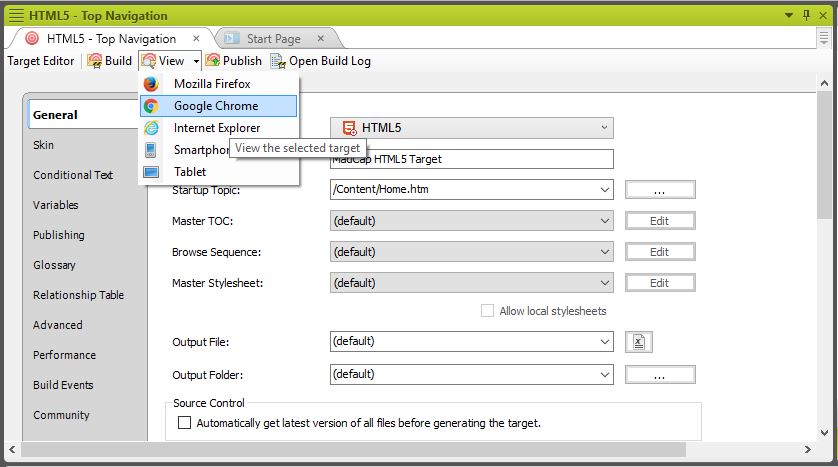 HTML5 - Top Navigation
HTML5 - Top Navigation
Start Page
Target Editor Build View Publish Open Build Log
Mozilla Firefox
Google Chrome
Internet Explorer
View the selected target
Tablet
General
Skin
Conditional Text
Variables
Publishing
Glossary
Relationship Table
Advanced
Performance
Build Events
Community
HTML5
MadCap HTML5 Target
Startup Topic: /Content/Home.htm ...
Master TOC: (default) Edit
Browse Sequence: (default) Edit
Master Stylesheet: (default) Edit
Allow local stylesheets
Output File: (default)
Output Folder: (default) ...
Source Control
Automatically get latest version of all files before generating the target.